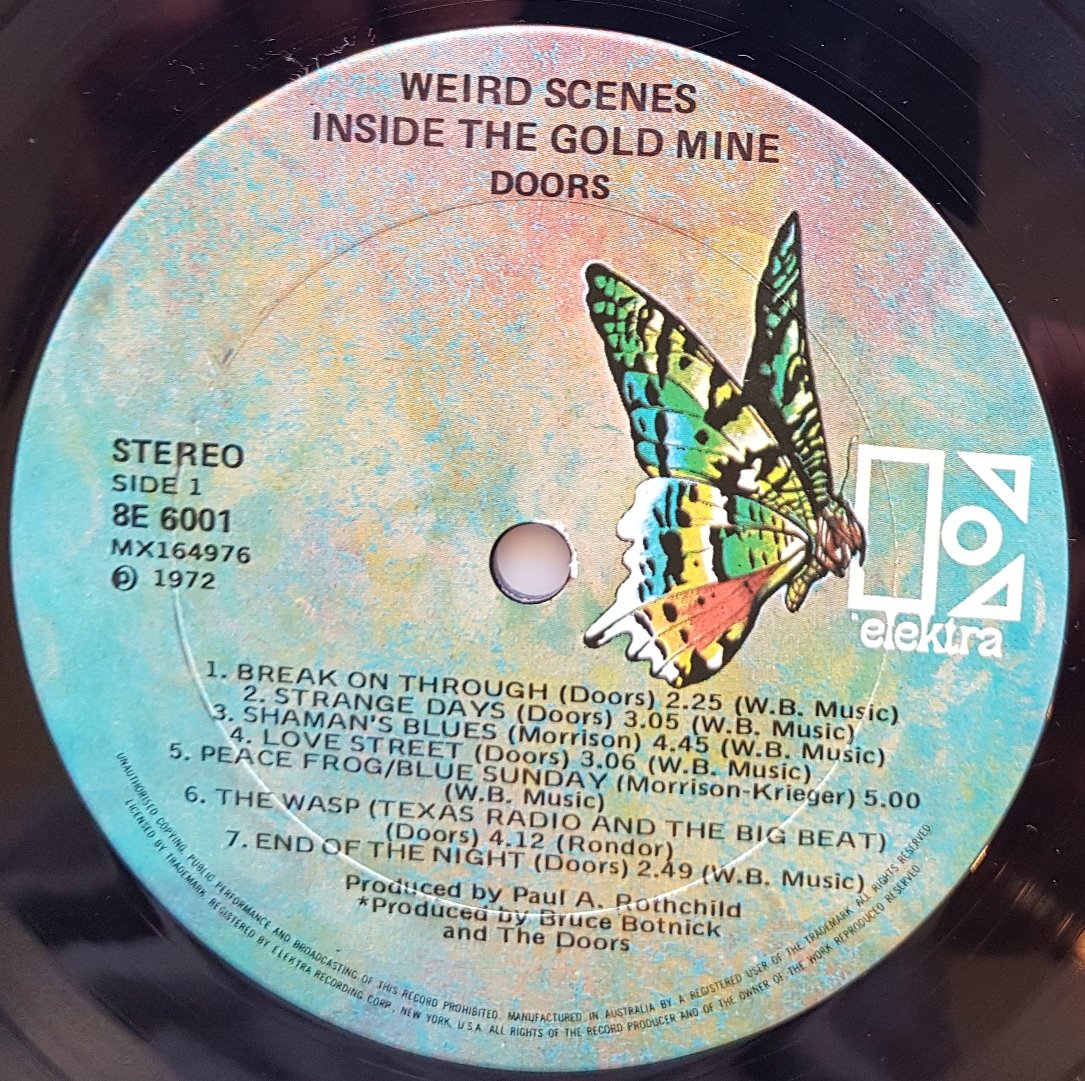 WEIRD SCENES
INSIDE THE GOLD MINE
DOORS
STEREO
SIDE 1
8E 6001
MX164976
℗ 1972
elektra
1. BREAK ON THROUGH (Doors) 2.25 (W.B. Music)
2. STRANGE DAYS (Doors) 3.05 (W.B. Music)
3. SHAMAN'S BLUES (Morrison) 4.45 (W.B. Music)
4. LOVE STREET (Doors) 3.06 (W.B. Music)
5. PEACE FROG/BLUE SUNDAY (Morrison-Krieger) 5.00
(W.B. Music)
6. THE WASP (TEXAS RADIO AND THE BIG BEAT)
(Doors) 4.12 (Rondor)
7. END OF THE NIGHT (Doors) 2.49 (W.B. Music)
Produced by Paul A. Rothchild
*Produced by Bruce Botnick
and The Doors
UNAUTHORISED COPYING, PUBLIC PERFORMANCE AND BROADCASTING OF THIS RECORD PROHIBITED. MANUFACTURED IN AUSTRALIA BY A REGISTERED USER OF THE TRADEMARK ALL RIGHTS RESERVED
LICENSED BY TRADEMARK. REGISTERED BY ELEKTRA RECORDING CORP., NEW YORK, U.S.A. ALL RIGHTS OF THE RECORD PRODUCER AND OF THE OWNER OF THE WORK REPRODUCED RESERVED